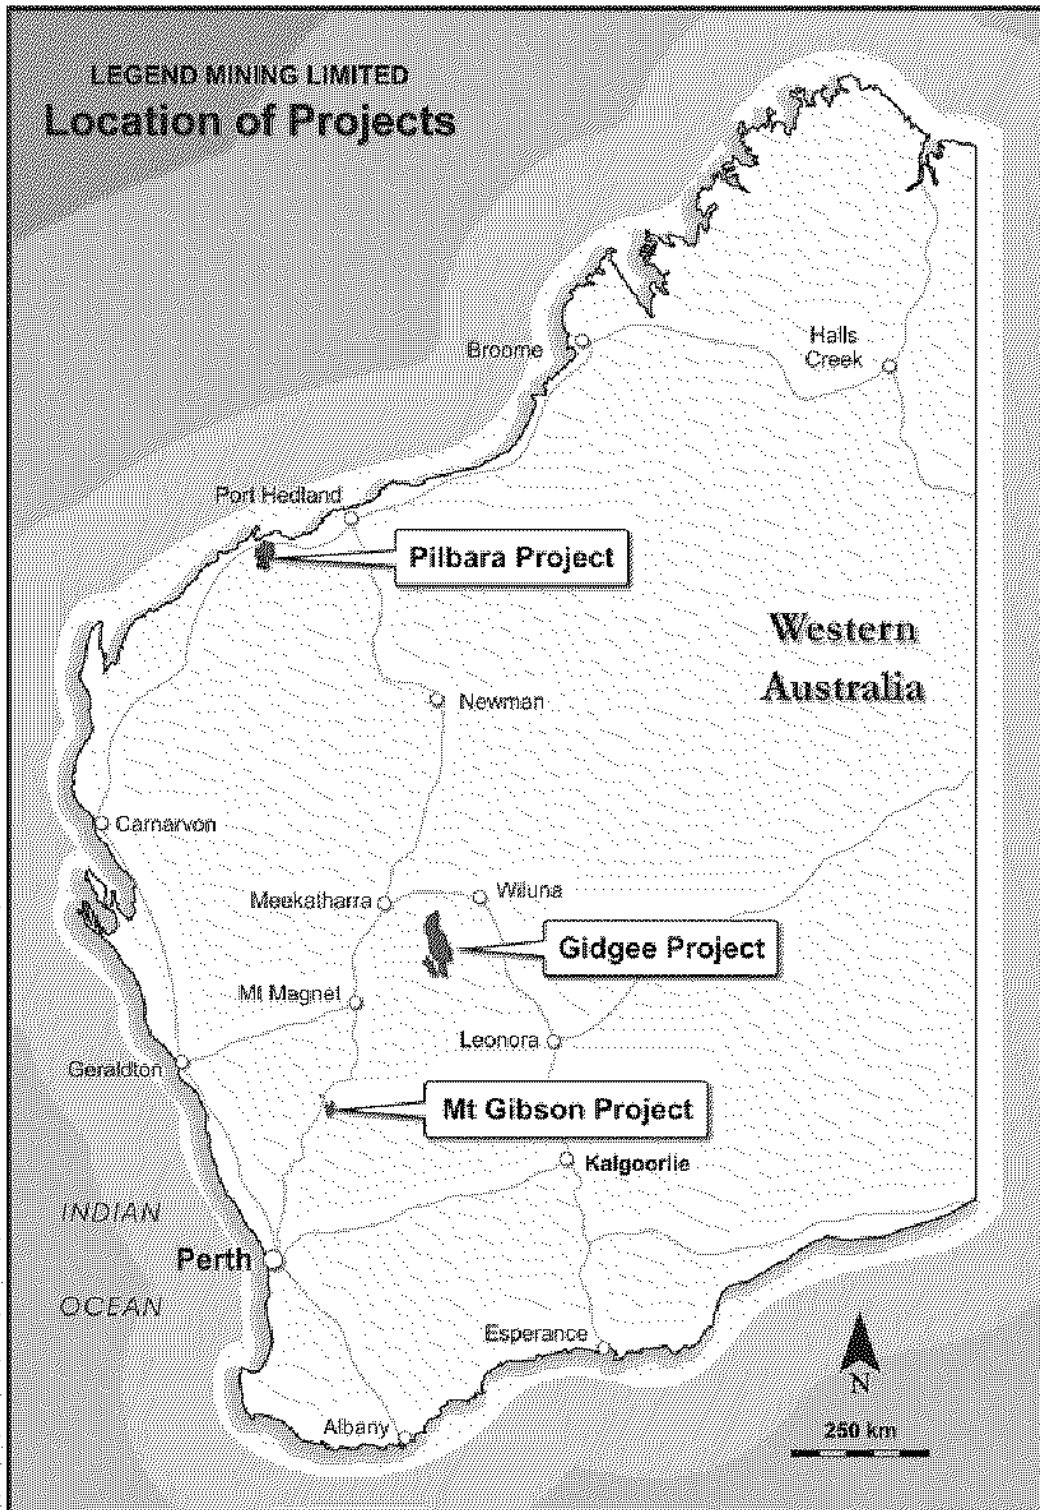 LEGEND MINING LIMITED
Location of Projects
Halls
Creek
Broome
Port Hedland
Pilbara Project
Western
Australia
Newman
Carnarvon
Meekatharra
Wiluna
Gidgee Project
Mt Magnet
Leonora
Geraldton
Mt Gibson Project
Kalgoorlie
INDIAN
OCEAN
Perth
Esperance
Albany
N
250 km